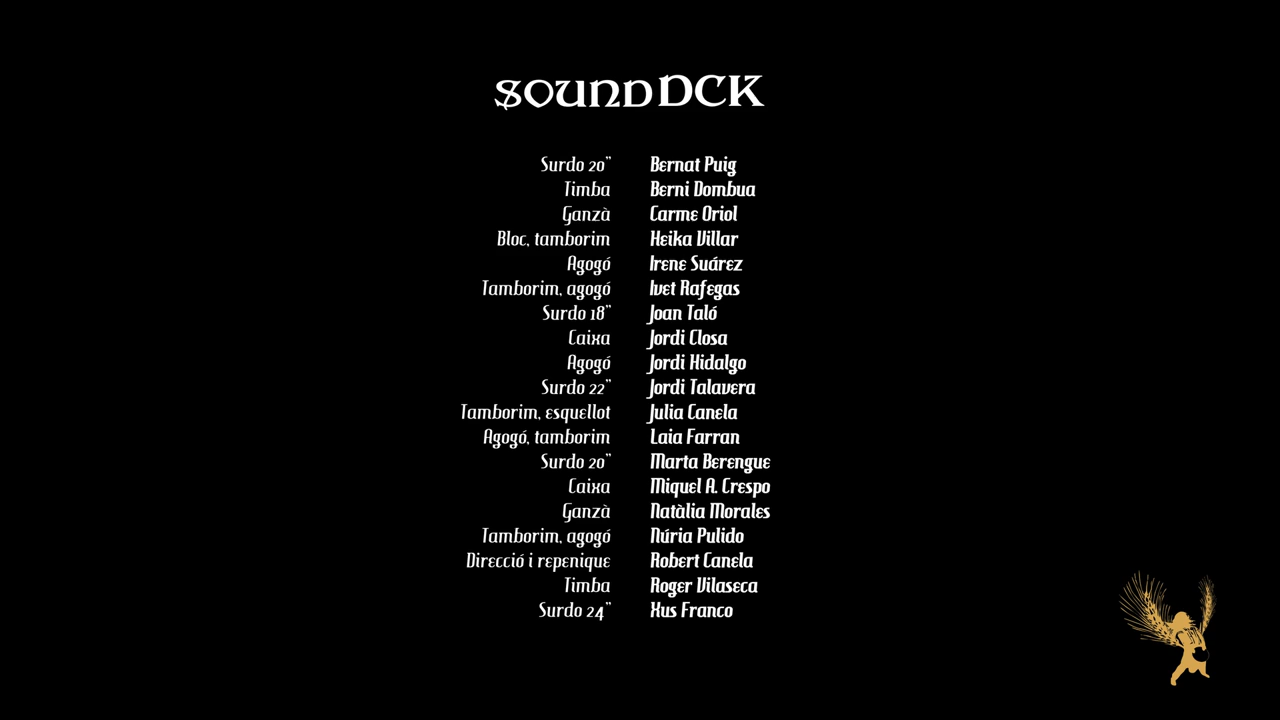 SOUND DCK
Surdo 20" Bernat Puig
Timba Berni Dombua
Ganzà Carme Oriol
Bloc, tamborim Heika Villar
Agogó Irene Suárez
Tamborim, agogó Ivet Rafegas
Surdo 18" Joan Taló
Caixa Jordi Closa
Agogó Jordi Hidalgo
Surdo 22" Jordi Talavera
Tamborim, esquellot Julia Canela
Agogó, tamborim Laia Farran
Surdo 20" Marta Berengue
Caixa Miquel A. Crespo
Ganzà Natàlia Morales
Tamborim, agogó Núria Pulido
Direcció i repenique Robert Canela
Timba Roger Vilaseca
Surdo 24" Xus Franco